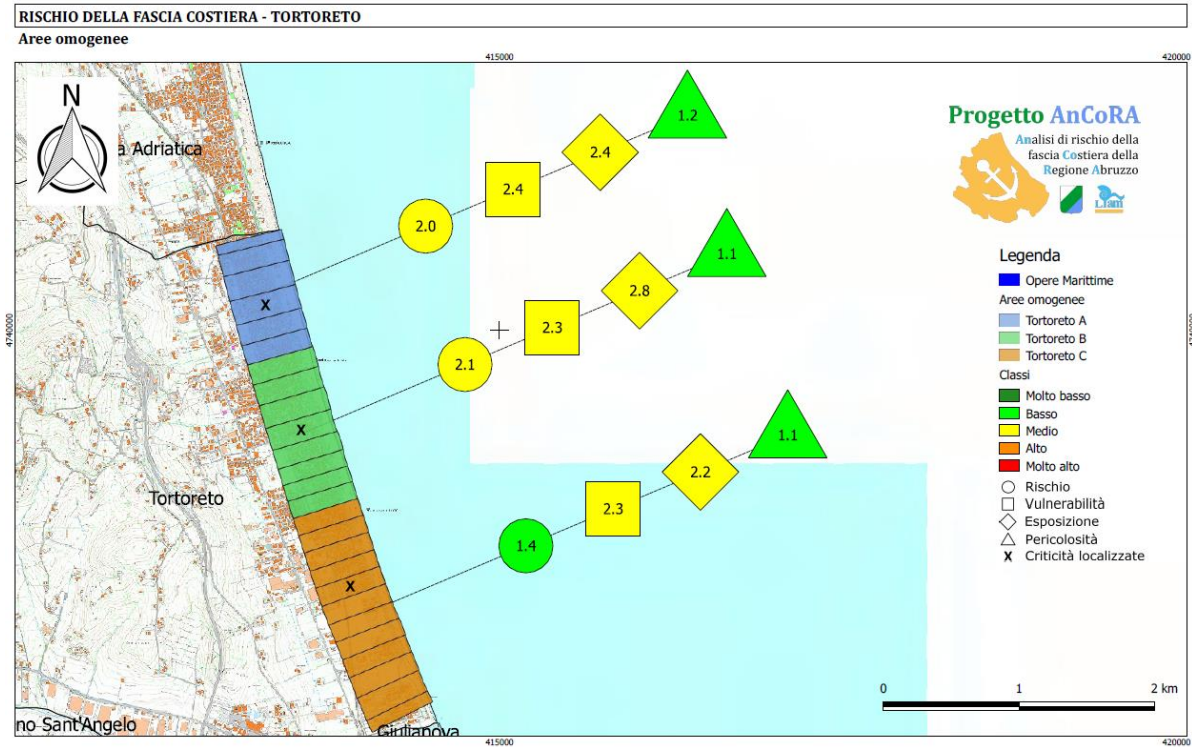 RISCHIO DELLA FASCIA COSTIERA - TORTORETO
Aree omogenee
415000
420000
N
a Adriatica
Progetto AnCoRA
Analisi di rischio della
fascia Costiera della
Regione Abruzzo
LIam
1.2
2.4
2.4
2.0
1.1
2.8
2.3
2.1
1.1
2.2
2.3
1.4
X
X
X
4740000
4740000
Legenda
Opere Marittime
Aree omogenee
Tortoreto A
Tortoreto B
Tortoreto C
Classi
Molto basso
Basso
Medio
Alto
Molto alto
Rischio
Vulnerabilità
Esposizione
Pericolosità
X Criticità localizzate
Tortoreto
0 1 2 km
no Sant'Angelo
Giulianova
415000
420000